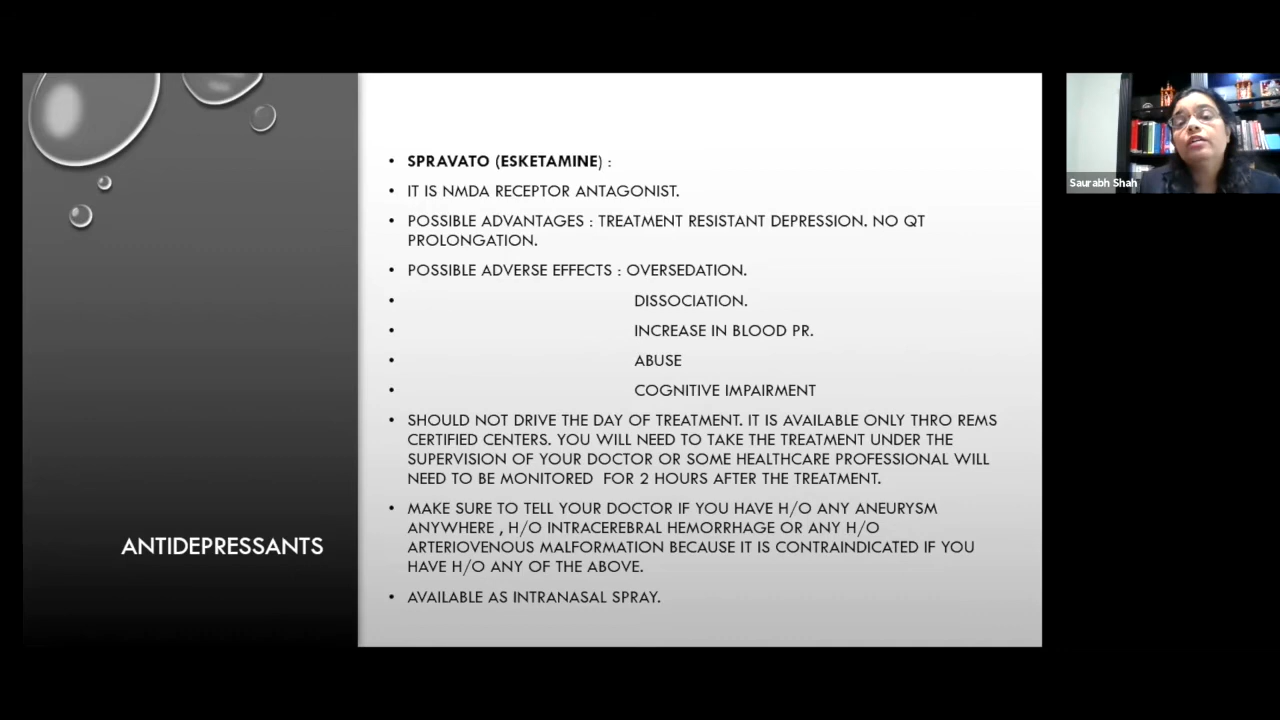 • SPRAVATO (ESKETAMINE) :
• IT IS NMDA RECEPTOR ANTAGONIST.
• POSSIBLE ADVANTAGES : TREATMENT RESISTANT DEPRESSION. NO QT
PROLONGATION.
• POSSIBLE ADVERSE EFFECTS : OVERSEDATION.
• DISSOCIATION.
• INCREASE IN BLOOD PR.
• ABUSE
• COGNITIVE IMPAIRMENT
• SHOULD NOT DRIVE THE DAY OF TREATMENT. IT IS AVAILABLE ONLY THRO REMS
CERTIFIED CENTERS. YOU WILL NEED TO TAKE THE TREATMENT UNDER THE
SUPERVISION OF YOUR DOCTOR OR SOME HEALTHCARE PROFESSIONAL WILL
NEED TO BE MONITORED FOR 2 HOURS AFTER THE TREATMENT.
• MAKE SURE TO TELL YOUR DOCTOR IF YOU HAVE H/O ANY ANEURYSM
ANYWHERE , H/O INTRACEREBRAL HEMORRHAGE OR ANY H/O
ARTERIOVENOUS MALFORMATION BECAUSE IT IS CONTRAINDICATED IF YOU
HAVE H/O ANY OF THE ABOVE.
• AVAILABLE AS INTRANASAL SPRAY.
ANTIDEPRESSANTS
Saurabh Shah